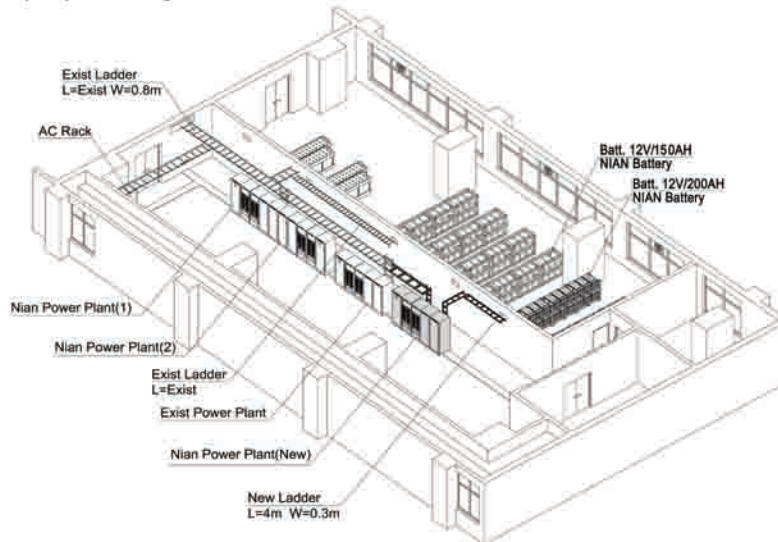 Exist Ladder
L=Exist W=0.8m
AC Rack
Batt. 12V/150AH
NIAN Battery
Batt. 12V/200AH
NIAN Battery
Nian Power Plant(1)
Nian Power Plant(2)
Exist Ladder
L=Exist
Exist Power Plant
Nian Power Plant(New)
New Ladder
L=4m W=0.3m